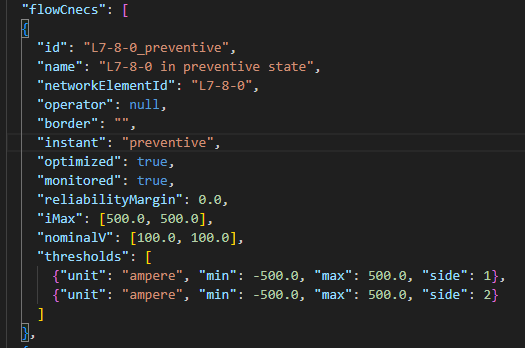 "flowCnecs": [
{
"id": "L7-8-0_preventive",
"name": "L7-8-0 in preventive state",
"networkElementId": "L7-8-0",
"operator": null,
"border": "",
"instant": "preventive",
"optimized": true,
"monitored": true,
"reliabilityMargin": 0.0,
"iMax": [500.0, 500.0],
"nominalV": [100.0, 100.0],
"thresholds": [
{"unit": "ampere", "min": -500.0, "max": 500.0, "side": 1},
{"unit": "ampere", "min": -500.0, "max": 500.0, "side": 2}
]
},